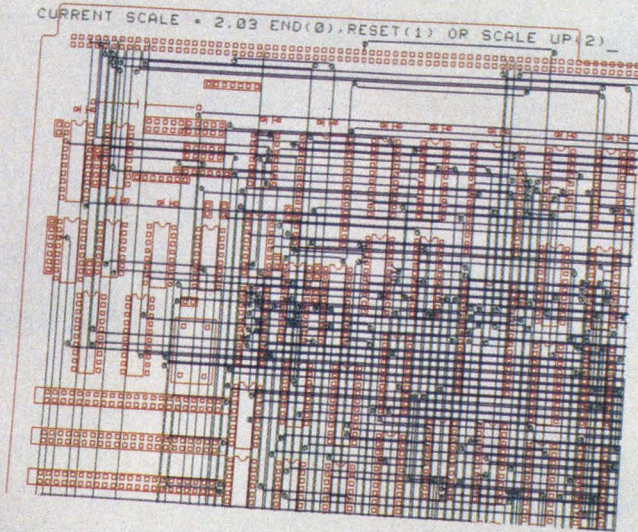 CURRENT SCALE = 2.03 END(0),RESET(1) OR SCALE UP(2)_